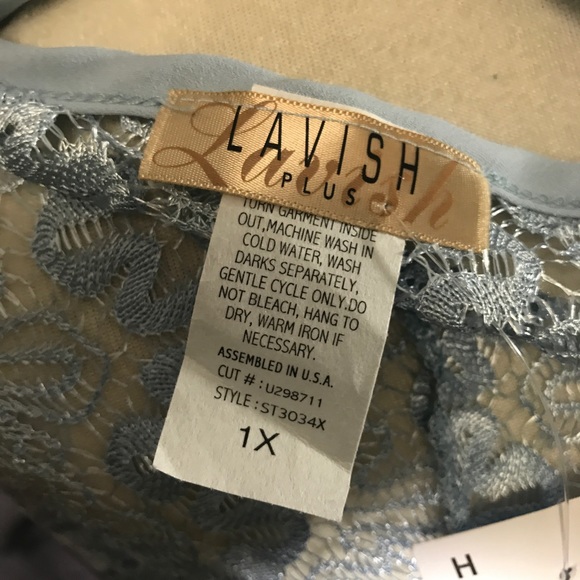 LAVISH
Lavish
PLUS
TURN GARMENT INSIDE
OUT,MACHINE WASH IN
COLD WATER, WASH
DARKS SEPARATELY,
GENTLE CYCLE ONLY.DO
NOT BLEACH, HANG TO
DRY, WARM IRON IF
NECESSARY.
ASSEMBLED IN U.S.A.
CUT # : U298711
STYLE : ST3034X
1X
H